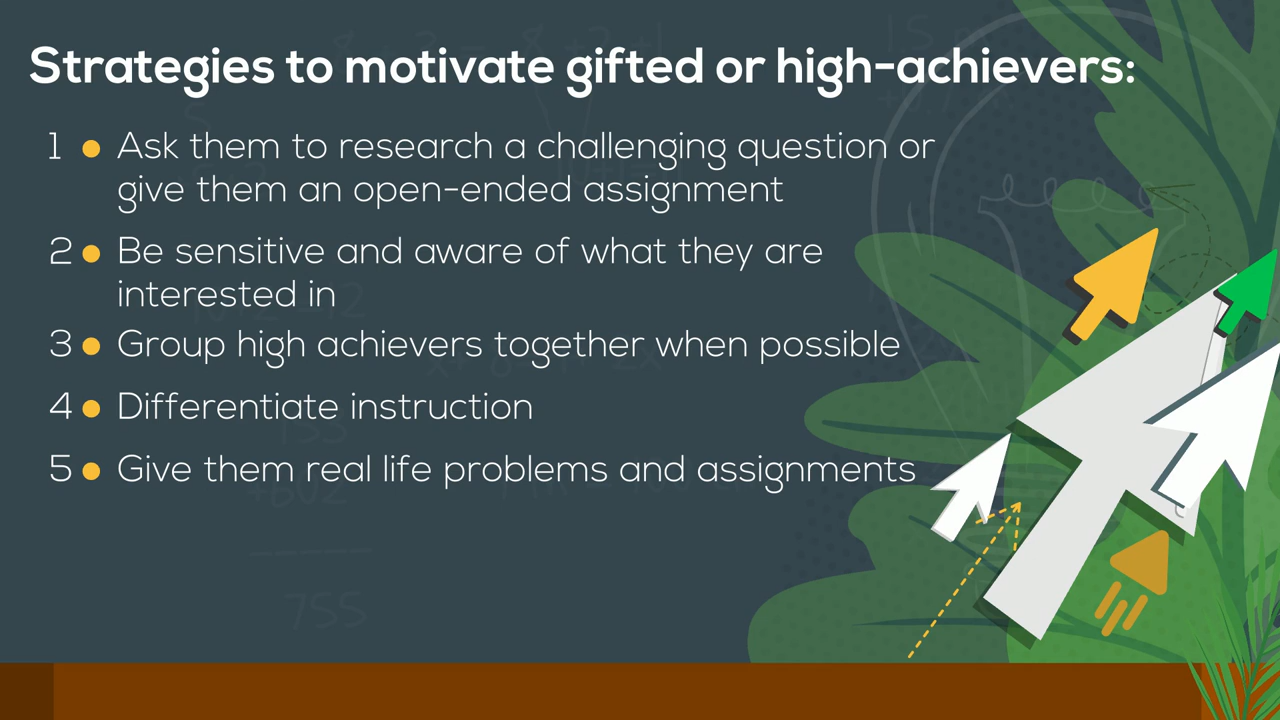 Strategies to motivate gifted or high-achievers:
1 ● Ask them to research a challenging question or
give them an open-ended assignment
2 ● Be sensitive and aware of what they are
interested in
3 ● Group high achievers together when possible
4 ● Differentiate instruction
5 ● Give them real life problems and assignments
755